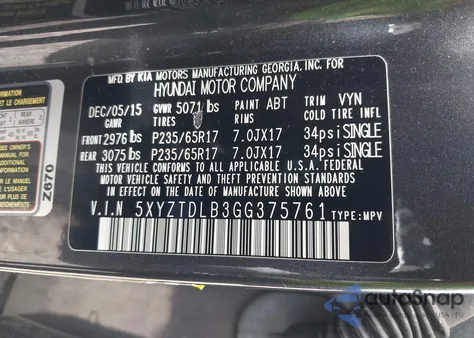 MFG. BY KIA MOTORS MANUFACTURING GEORGIA, INC. FOR
HYUNDAI MOTOR COMPANY
DEC/05/15 GVWR 5071 lbs PAINT ABT TRIM VYN
GAWR TIRES RIMS COLD TIRE INFL.
FRONT 2976 lbs P235/65R17 7.0JX17 34psi SINGLE
REAR 3075 lbs P235/65R17 7.0JX17 34psi SINGLE
THIS VEHICLE CONFORMS TO ALL APPLICABLE U.S.A. FEDERAL
MOTOR VEHICLE SAFETY AND THEFT PREVENTION
STANDARDS IN EFFECT ON THE DATE OF MANUFACTURE
SHOWN ABOVE.
V.I.N 5XYZTDLB3GG375761 TYPE: MPV
REAR
Z670
autoSnap